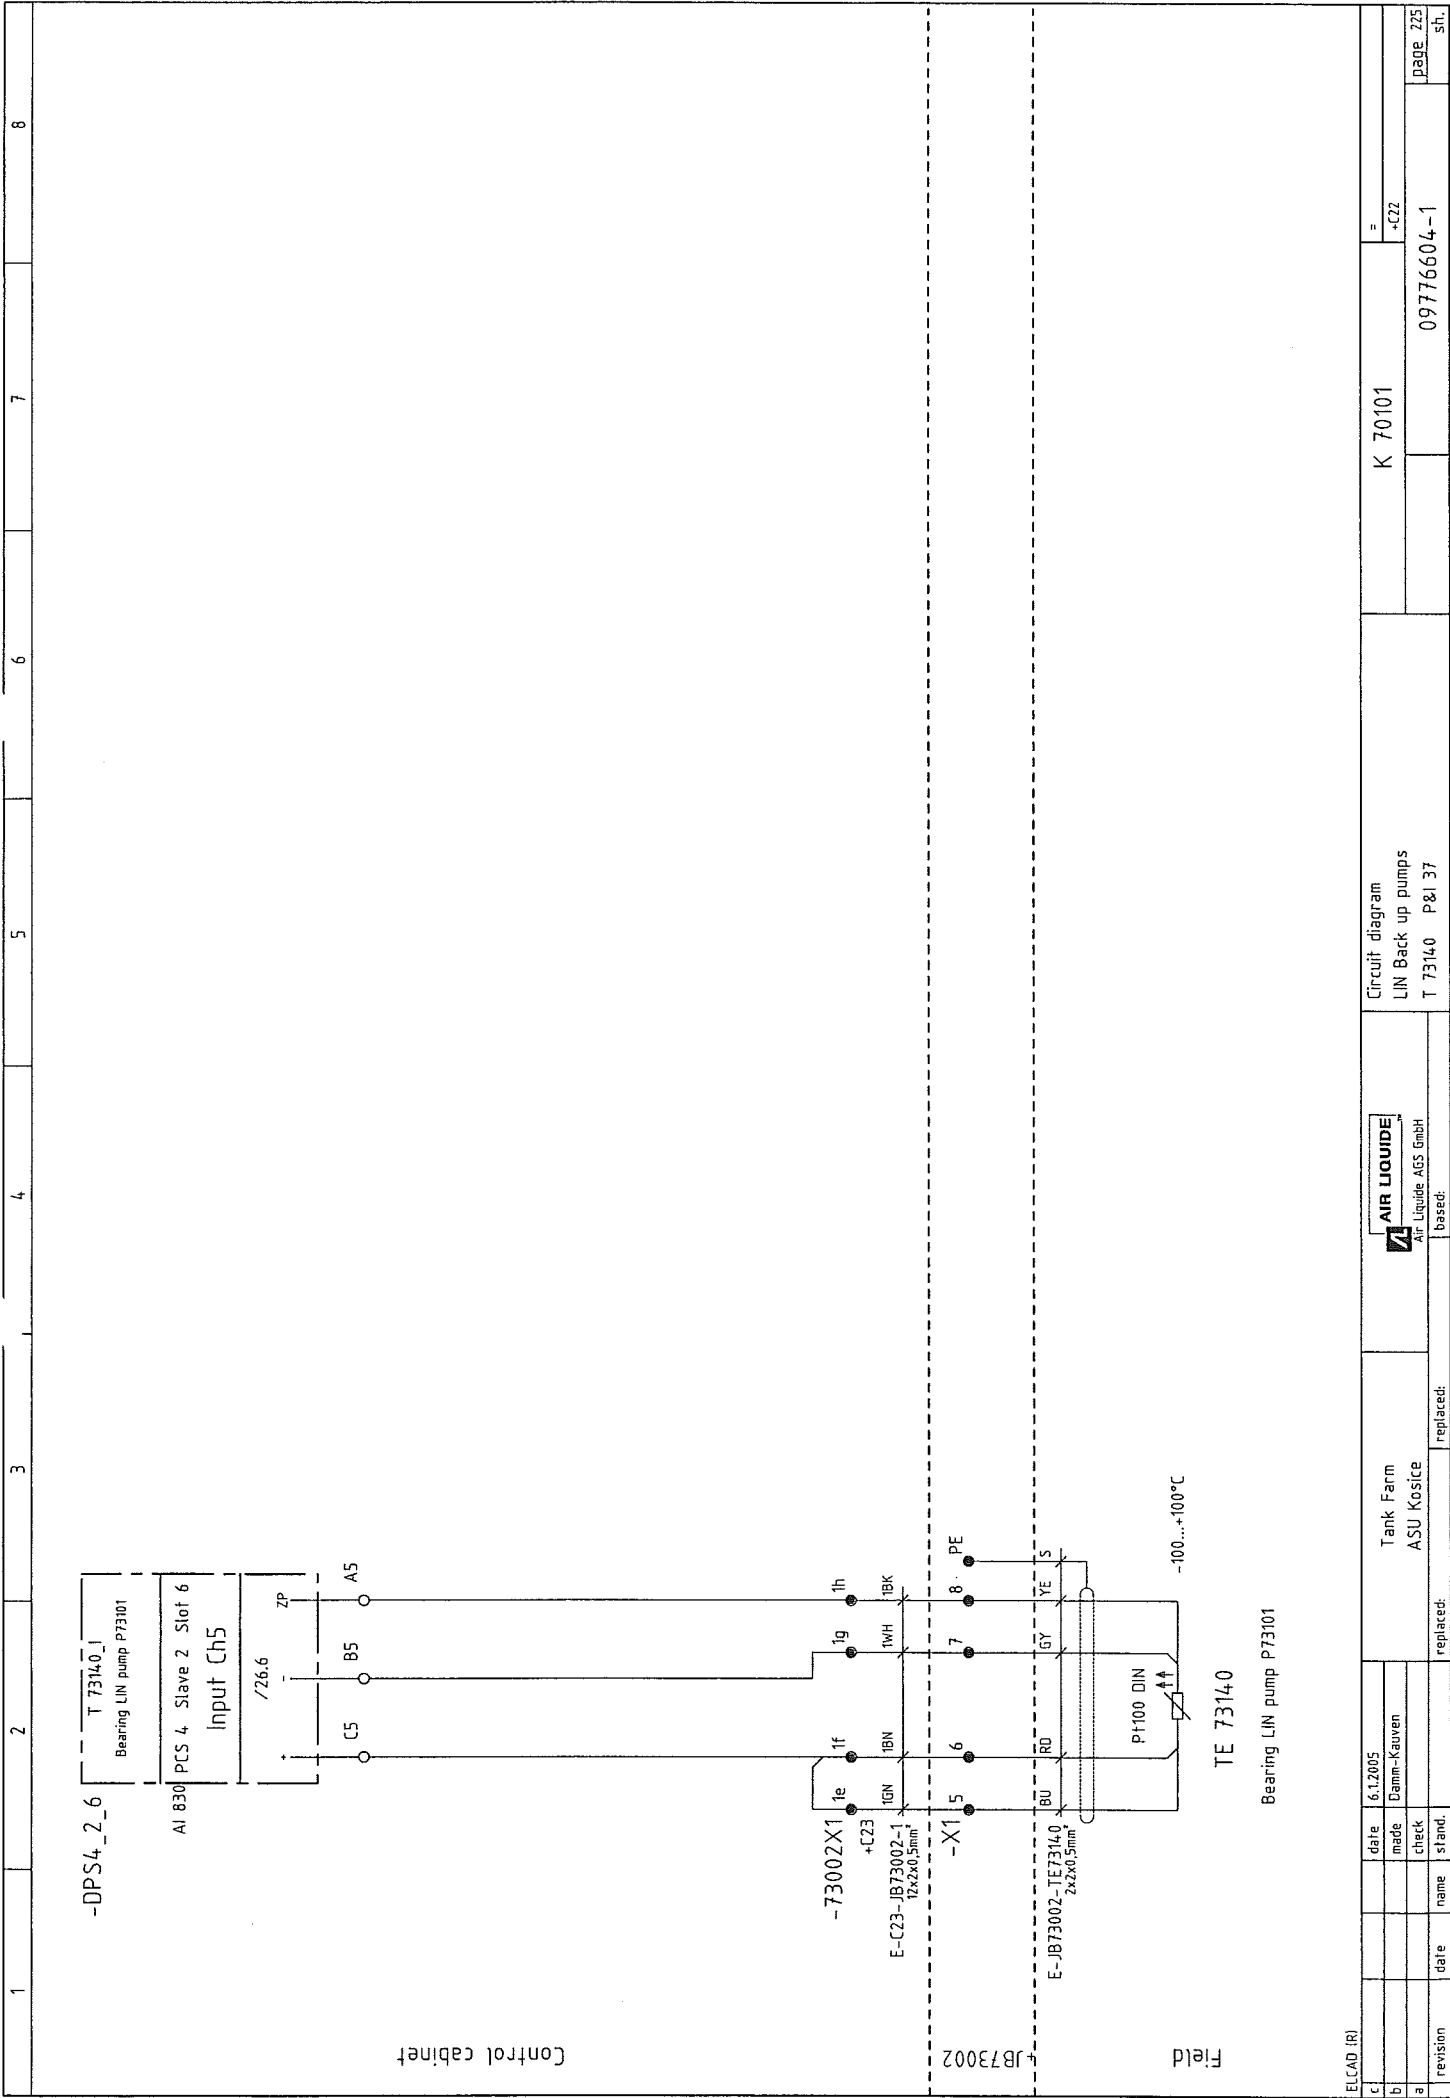 1 2 3 4 5 6 7 8
-DPS4_2_6
T 73140_I
Bearing LIN pump P73101
AI 830
PCS 4 Slave 2 Slot 6
Input Ch5
/26.6
+ - ZP
C5 B5 A5
Control cabinet
-73002X1
+C23
1e 1f 1g 1h
1GN 1BN 1WH 1BK
E-C23-JB73002-1
12x2x0,5mm²
+JB73002
-X1
5 6 7 8 PE
BU RD GY YE S
E-JB73002-TE73140
2x2x0,5mm²
Field
Pt100 DIN
-100...+100°C
TE 73140
Bearing LIN pump P73101
ELCAD (R)
c
b
a
revision
date
name
date 6.1.2005
made Damm-Kauven
check
stand.
Tank Farm
ASU Kosice
replaced:
replaced:
AIR LIQUIDE™
Air Liquide AGS GmbH
based:
Circuit diagram
LIN Back up pumps
T 73140 P&I 37
K 70101
=
+C22
09776604-1
page 225
sh.